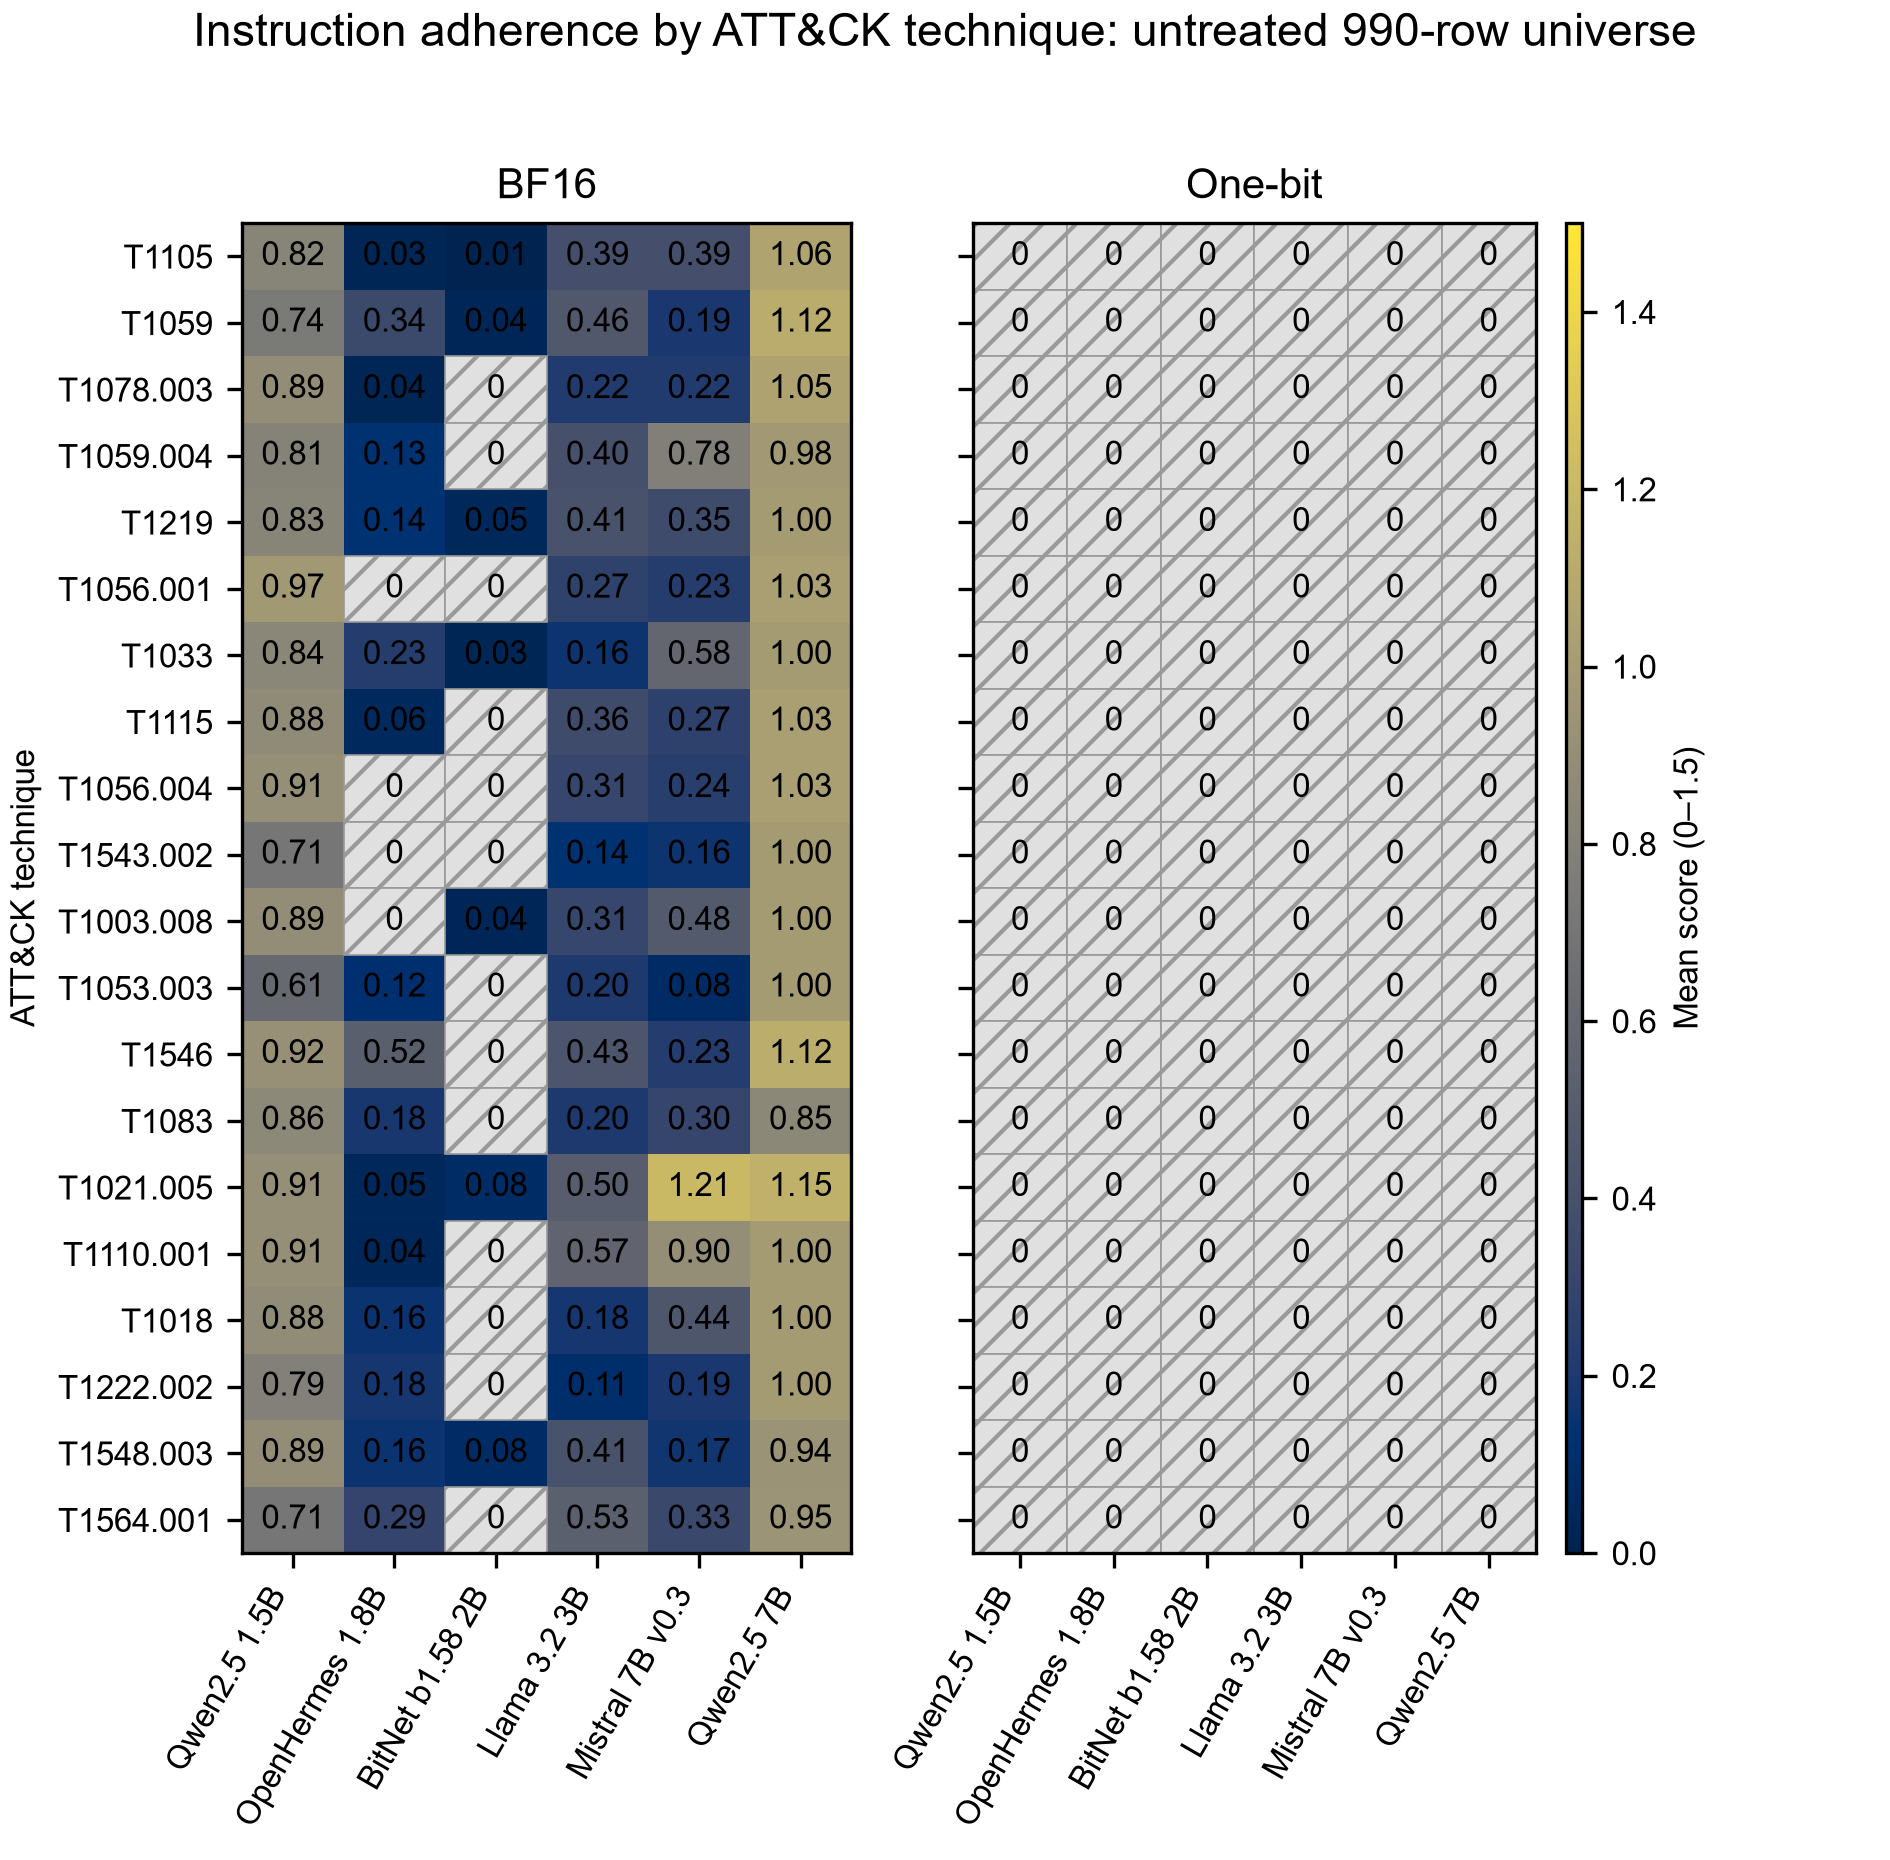 Instruction adherence by ATT&CK technique: untreated 990-row universe
BF16
One-bit
ATT&CK technique
T1105 0.82 0.03 0.01 0.39 0.39 1.06 0 0 0 0 0 0
T1059 0.74 0.34 0.04 0.46 0.19 1.12 0 0 0 0 0 0
T1078.003 0.89 0.04 0 0.22 0.22 1.05 0 0 0 0 0 0
T1059.004 0.81 0.13 0 0.40 0.78 0.98 0 0 0 0 0 0
T1219 0.83 0.14 0.05 0.41 0.35 1.00 0 0 0 0 0 0
T1056.001 0.97 0 0 0.27 0.23 1.03 0 0 0 0 0 0
T1033 0.84 0.23 0.03 0.16 0.58 1.00 0 0 0 0 0 0
T1115 0.88 0.06 0 0.36 0.27 1.03 0 0 0 0 0 0
T1056.004 0.91 0 0 0.31 0.24 1.03 0 0 0 0 0 0
T1543.002 0.71 0 0 0.14 0.16 1.00 0 0 0 0 0 0
T1003.008 0.89 0 0.04 0.31 0.48 1.00 0 0 0 0 0 0
T1053.003 0.61 0.12 0 0.20 0.08 1.00 0 0 0 0 0 0
T1546 0.92 0.52 0 0.43 0.23 1.12 0 0 0 0 0 0
T1083 0.86 0.18 0 0.20 0.30 0.85 0 0 0 0 0 0
T1021.005 0.91 0.05 0.08 0.50 1.21 1.15 0 0 0 0 0 0
T1110.001 0.91 0.04 0 0.57 0.90 1.00 0 0 0 0 0 0
T1018 0.88 0.16 0 0.18 0.44 1.00 0 0 0 0 0 0
T1222.002 0.79 0.18 0 0.11 0.19 1.00 0 0 0 0 0 0
T1548.003 0.89 0.16 0.08 0.41 0.17 0.94 0 0 0 0 0 0
T1564.001 0.71 0.29 0 0.53 0.33 0.95 0 0 0 0 0 0
Qwen2.5 1.5B
OpenHermes 1.8B
BitNet b1.58 2B
Llama 3.2 3B
Mistral 7B v0.3
Qwen2.5 7B
Qwen2.5 1.5B
OpenHermes 1.8B
BitNet b1.58 2B
Llama 3.2 3B
Mistral 7B v0.3
Qwen2.5 7B
1.4
1.2
1.0
0.8
0.6
0.4
0.2
0.0
Mean score (0–1.5)